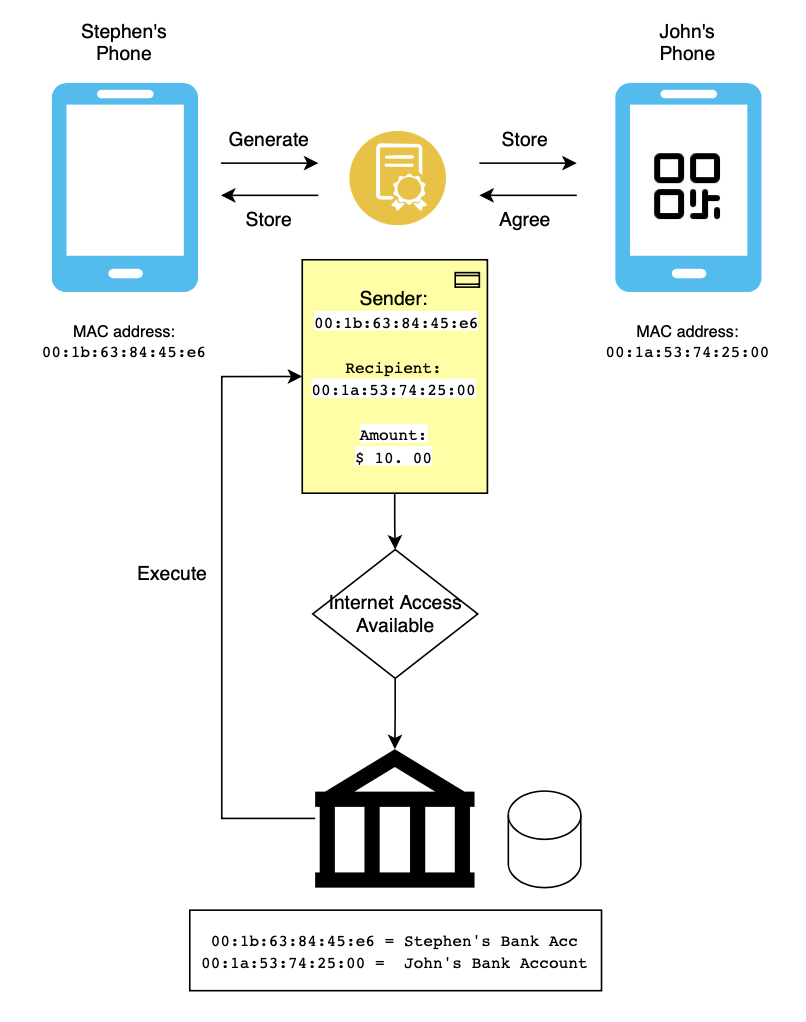 Stephen's
Phone
John's
Phone
Generate
Store
Store
Agree
MAC address:
00:1b:63:84:45:e6
MAC address:
00:1a:53:74:25:00
Sender:
00:1b:63:84:45:e6
Recipient:
00:1a:53:74:25:00
Amount:
$ 10. 00
Execute
Internet Access
Available
00:1b:63:84:45:e6 = Stephen's Bank Acc
00:1a:53:74:25:00 =  John's Bank Account